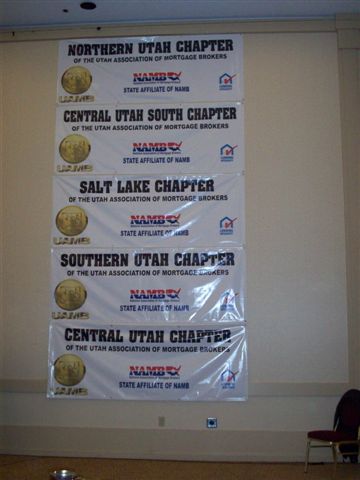 NORTHERN UTAH CHAPTER
OF THE UTAH ASSOCIATION OF MORTGAGE BROKERS
NAMB
STATE AFFILIATE OF NAMB
UAMB
CENTRAL UTAH SOUTH CHAPTER
OF THE UTAH ASSOCIATION OF MORTGAGE BROKERS
NAMB
STATE AFFILIATE OF NAMB
SALT LAKE CHAPTER
OF THE UTAH ASSOCIATION OF MORTGAGE BROKERS
NAMB
STATE AFFILIATE OF NAMB
UAMB
SOUTHERN UTAH CHAPTER
OF THE UTAH ASSOCIATION OF MORTGAGE BROKERS
NAMB
STATE AFFILIATE OF NAMB
UAMB
CENTRAL UTAH CHAPTER
OF THE UTAH ASSOCIATION OF MORTGAGE BROKERS
NAMB
STATE AFFILIATE OF NAMB
UAMB